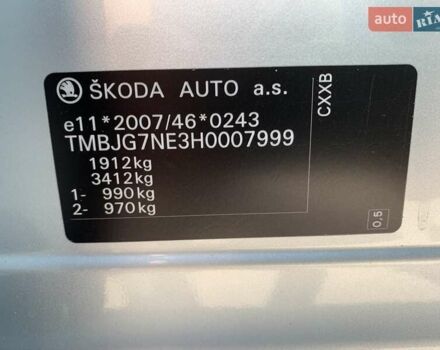 auto RIA
ŠKODA AUTO a.s.
e11*2007/46*0243
TMBJG7NE3H0007999
1912kg
3412kg
1- 990kg
2- 970kg
CXXB
0,5